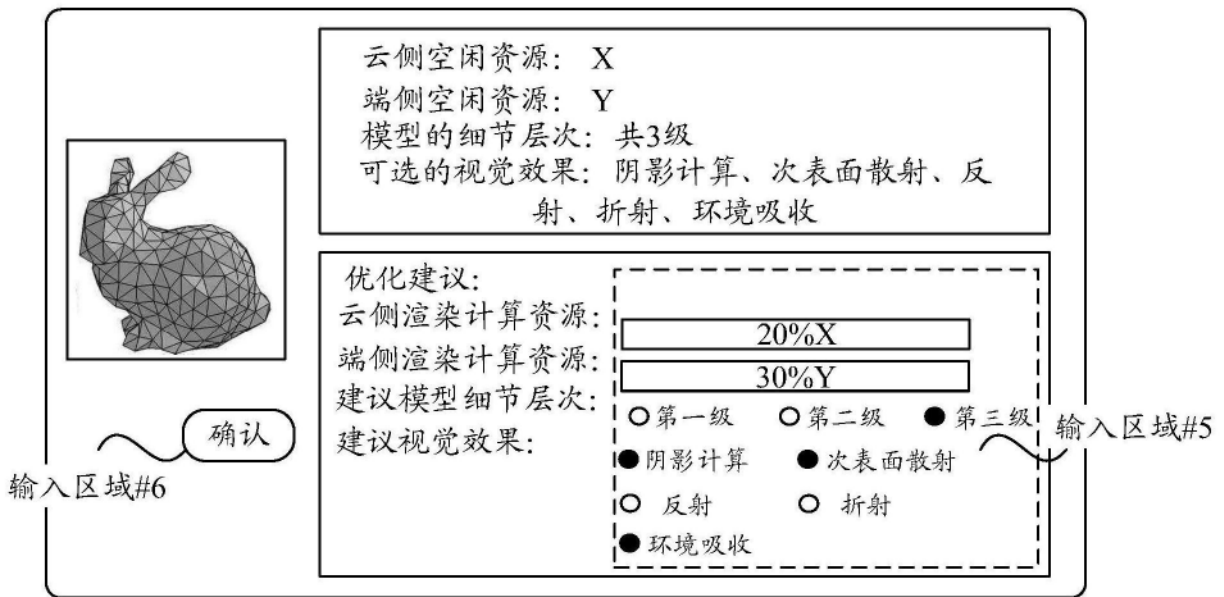 云侧空闲资源： X
端侧空闲资源： Y
模型的细节层次：共3级
可选的视觉效果：阴影计算、次表面散射、反
射、折射、环境吸收
优化建议：
云侧渲染计算资源：
20%X
端侧渲染计算资源：
30%Y
建议模型细节层次：
第一级 第二级 第三级
建议视觉效果：
阴影计算 次表面散射
反射 折射
环境吸收
确认
输入区域#5
输入区域#6